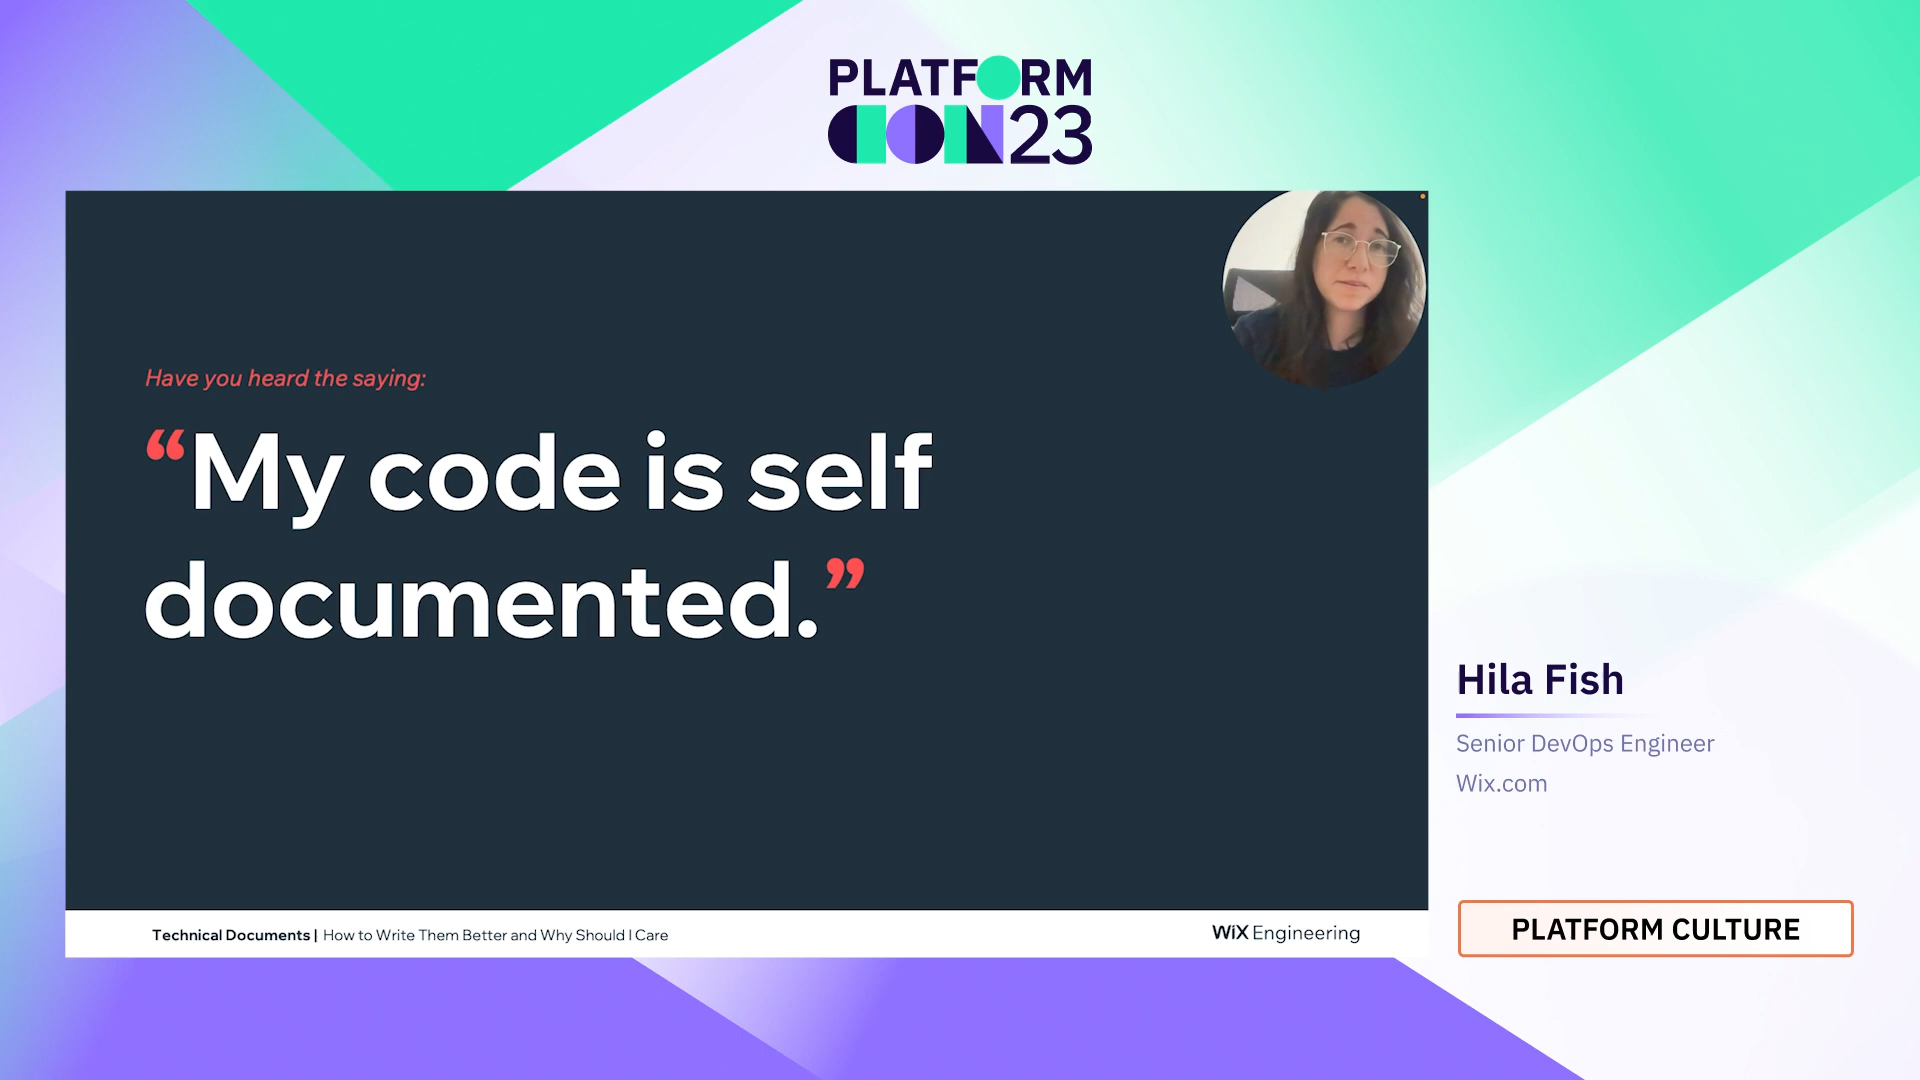 PLATFORM
CON23
Have you heard the saying:
“My code is self
documented.”
Hila Fish
Senior DevOps Engineer
Wix.com
PLATFORM CULTURE
Technical Documents | How to Write Them Better and Why Should I Care
WiX Engineering